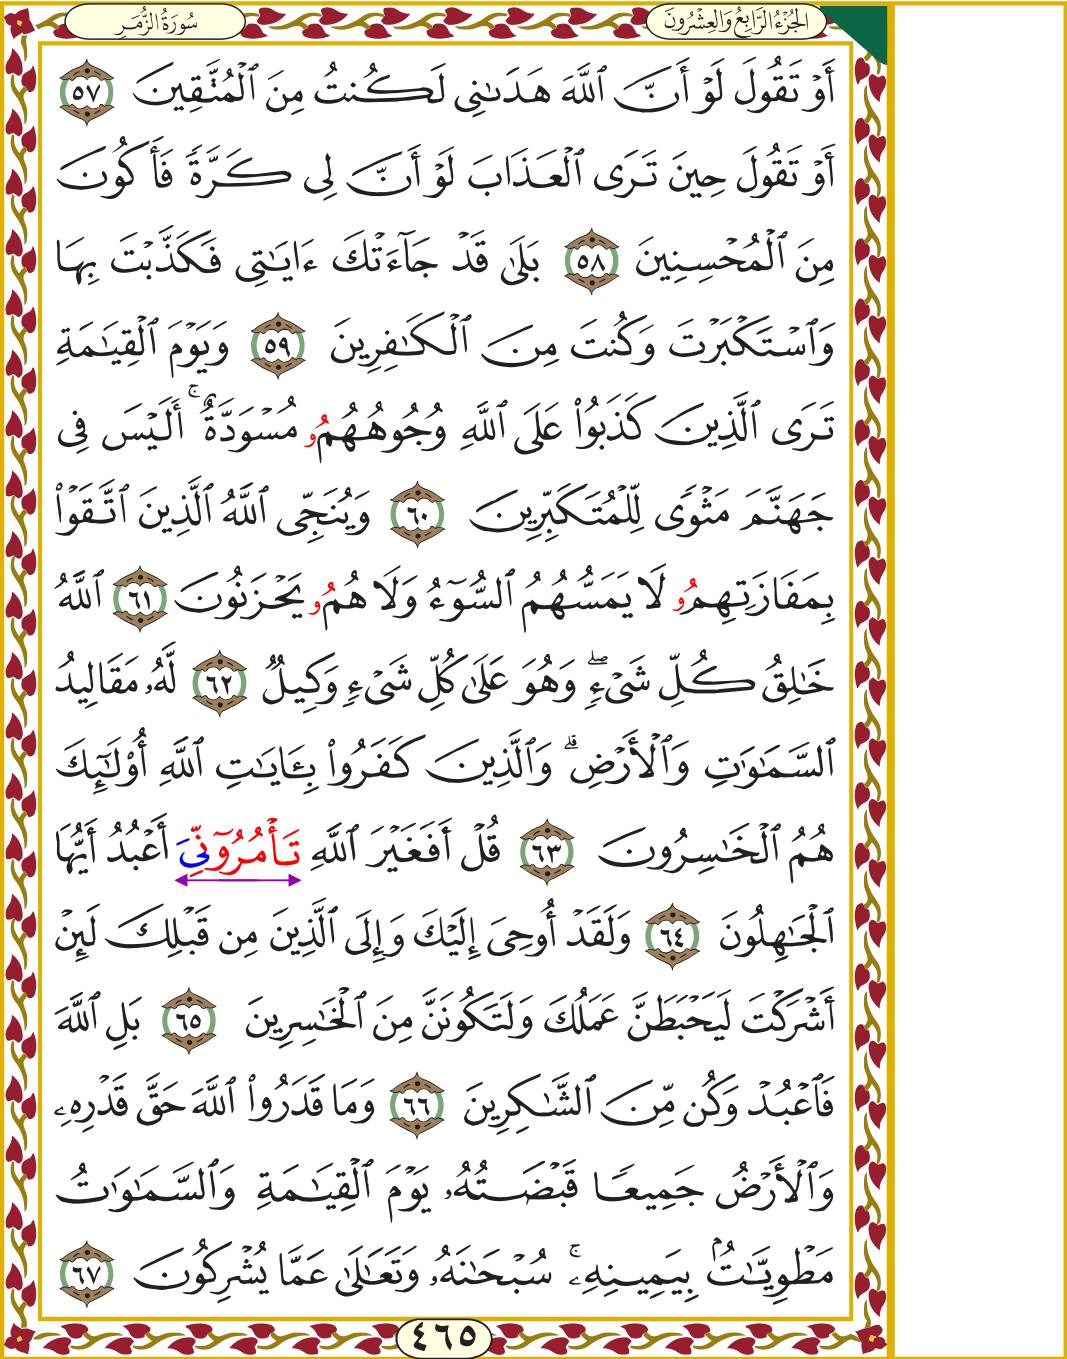 الجُزْءُ الرَّابِعُ وَالعِشْرُونَ
سُورَةُ الزُّمَرِ
أَوْ تَقُولَ لَوْ أَنَّ ٱللَّهَ هَدَىٰنِى لَكُنتُ مِنَ ٱلْمُتَّقِينَ ٥٧
أَوْ تَقُولَ حِينَ تَرَى ٱلْعَذَابَ لَوْ أَنَّ لِى كَرَّةً فَأَكُونَ
مِنَ ٱلْمُحْسِنِينَ ٥٨ بَلَىٰ قَدْ جَآءَتْكَ ءَايَـٰتِى فَكَذَّبْتَ بِهَا
وَٱسْتَكْبَرْتَ وَكُنتَ مِنَ ٱلْكَـٰفِرِينَ ٥٩ وَيَوْمَ ٱلْقِيَـٰمَةِ
تَرَى ٱلَّذِينَ كَذَبُوا۟ عَلَى ٱللَّهِ وُجُوهُهُمُۥ مُسْوَدَّةٌ ۚ أَلَيْسَ فِى
جَهَنَّمَ مَثْوًى لِّلْمُتَكَبِّرِينَ ٦٠ وَيُنَجِّى ٱللَّهُ ٱلَّذِينَ ٱتَّقَوْا۟
بِمَفَازَتِهِمُۥ لَا يَمَسُّهُمُ ٱلسُّوٓءُ وَلَا هُمُۥ يَحْزَنُونَ ٦١ ٱللَّهُ
خَـٰلِقُ كُلِّ شَىْءٍ ۖ وَهُوَ عَلَىٰ كُلِّ شَىْءٍ وَكِيلٌ ٦٢ لَّهُۥ مَقَالِيدُ
ٱلسَّمَـٰوَٰتِ وَٱلْأَرْضِ ۗ وَٱلَّذِينَ كَفَرُوا۟ بِـَٔايَـٰتِ ٱللَّهِ أُو۟لَـٰٓئِكَ
هُمُ ٱلْخَـٰسِرُونَ ٦٣ قُلْ أَفَغَيْرَ ٱللَّهِ تَأْمُرُوٓنِّىَ أَعْبُدُ أَيُّهَا
ٱلْجَـٰهِلُونَ ٦٤ وَلَقَدْ أُوحِىَ إِلَيْكَ وَإِلَى ٱلَّذِينَ مِن قَبْلِكَ لَئِنْ
أَشْرَكْتَ لَيَحْبَطَنَّ عَمَلُكَ وَلَتَكُونَنَّ مِنَ ٱلْخَـٰسِرِينَ ٦٥ بَلِ ٱللَّهَ
فَٱعْبُدْ وَكُن مِّنَ ٱلشَّـٰكِرِينَ ٦٦ وَمَا قَدَرُوا۟ ٱللَّهَ حَقَّ قَدْرِهِۦ
وَٱلْأَرْضُ جَمِيعًا قَبْضَتُهُۥ يَوْمَ ٱلْقِيَـٰمَةِ وَٱلسَّمَـٰوَٰتُ
مَطْوِيَّـٰتٌۢ بِيَمِينِهِۦ ۚ سُبْحَـٰنَهُۥ وَتَعَـٰلَىٰ عَمَّا يُشْرِكُونَ ٦٧
٤٦٥